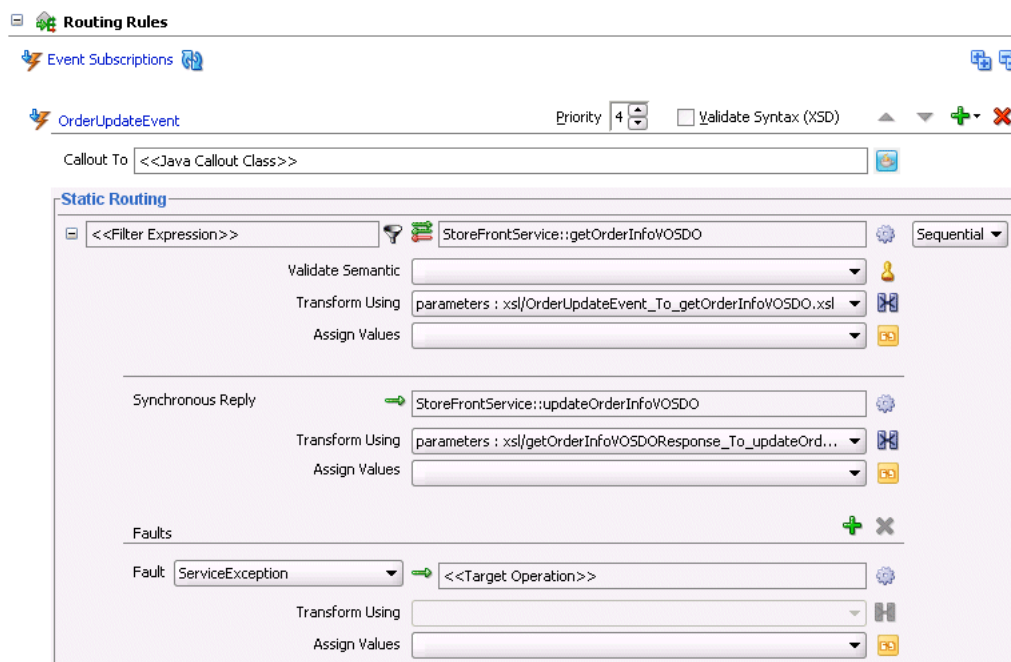 Routing Rules
Event Subscriptions
OrderUpdateEvent Priority 4 Validate Syntax (XSD)
Callout To <<Java Callout Class>>
Static Routing
<<Filter Expression>> StoreFrontService::getOrderInfoVOSDO Sequential
Validate Semantic
Transform Using parameters : xsl/OrderUpdateEvent_To_getOrderInfoVOSDO.xsl
Assign Values
Synchronous Reply StoreFrontService::updateOrderInfoVOSDO
Transform Using parameters : xsl/getOrderInfoVOSDOResponse_To_updateOrd...
Assign Values
Faults
Fault ServiceException <<Target Operation>>
Transform Using
Assign Values